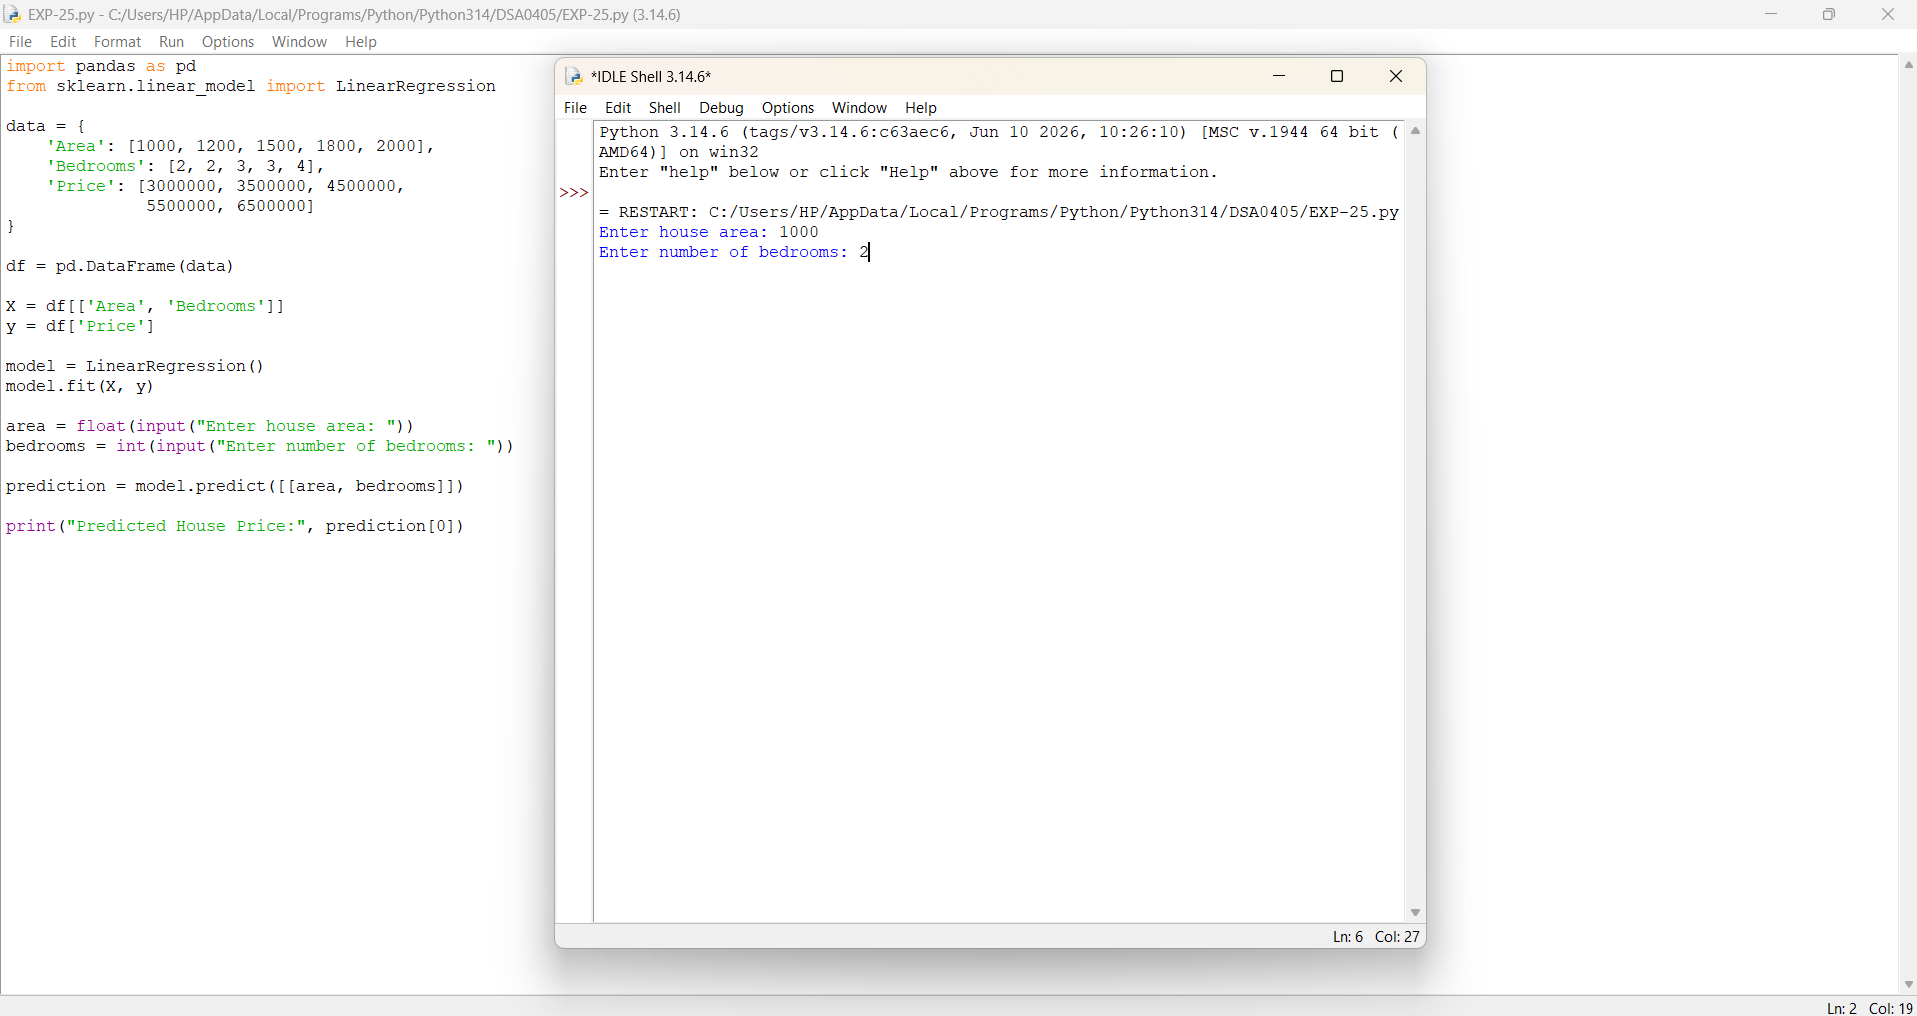 EXP-25.py - C:/Users/HP/AppData/Local/Programs/Python/Python314/DSA0405/EXP-25.py (3.14.6)
File Edit Format Run Options Window Help
import pandas as pd
from sklearn.linear_model import LinearRegression
data = {
    'Area': [1000, 1200, 1500, 1800, 2000],
    'Bedrooms': [2, 2, 3, 3, 4],
    'Price': [3000000, 3500000, 4500000,
              5500000, 6500000]
}
df = pd.DataFrame(data)
X = df[['Area', 'Bedrooms']]
y = df['Price']
model = LinearRegression()
model.fit(X, y)
area = float(input("Enter house area: "))
bedrooms = int(input("Enter number of bedrooms: "))
prediction = model.predict([[area, bedrooms]])
print("Predicted House Price:", prediction[0])
*IDLE Shell 3.14.6*
File Edit Shell Debug Options Window Help
Python 3.14.6 (tags/v3.14.6:c63aec6, Jun 10 2026, 10:26:10) [MSC v.1944 64 bit (
AMD64)] on win32
Enter "help" below or click "Help" above for more information.
>>>
= RESTART: C:/Users/HP/AppData/Local/Programs/Python/Python314/DSA0405/EXP-25.py
Enter house area: 1000
Enter number of bedrooms: 2
Ln: 6 Col: 27
Ln: 2 Col: 19